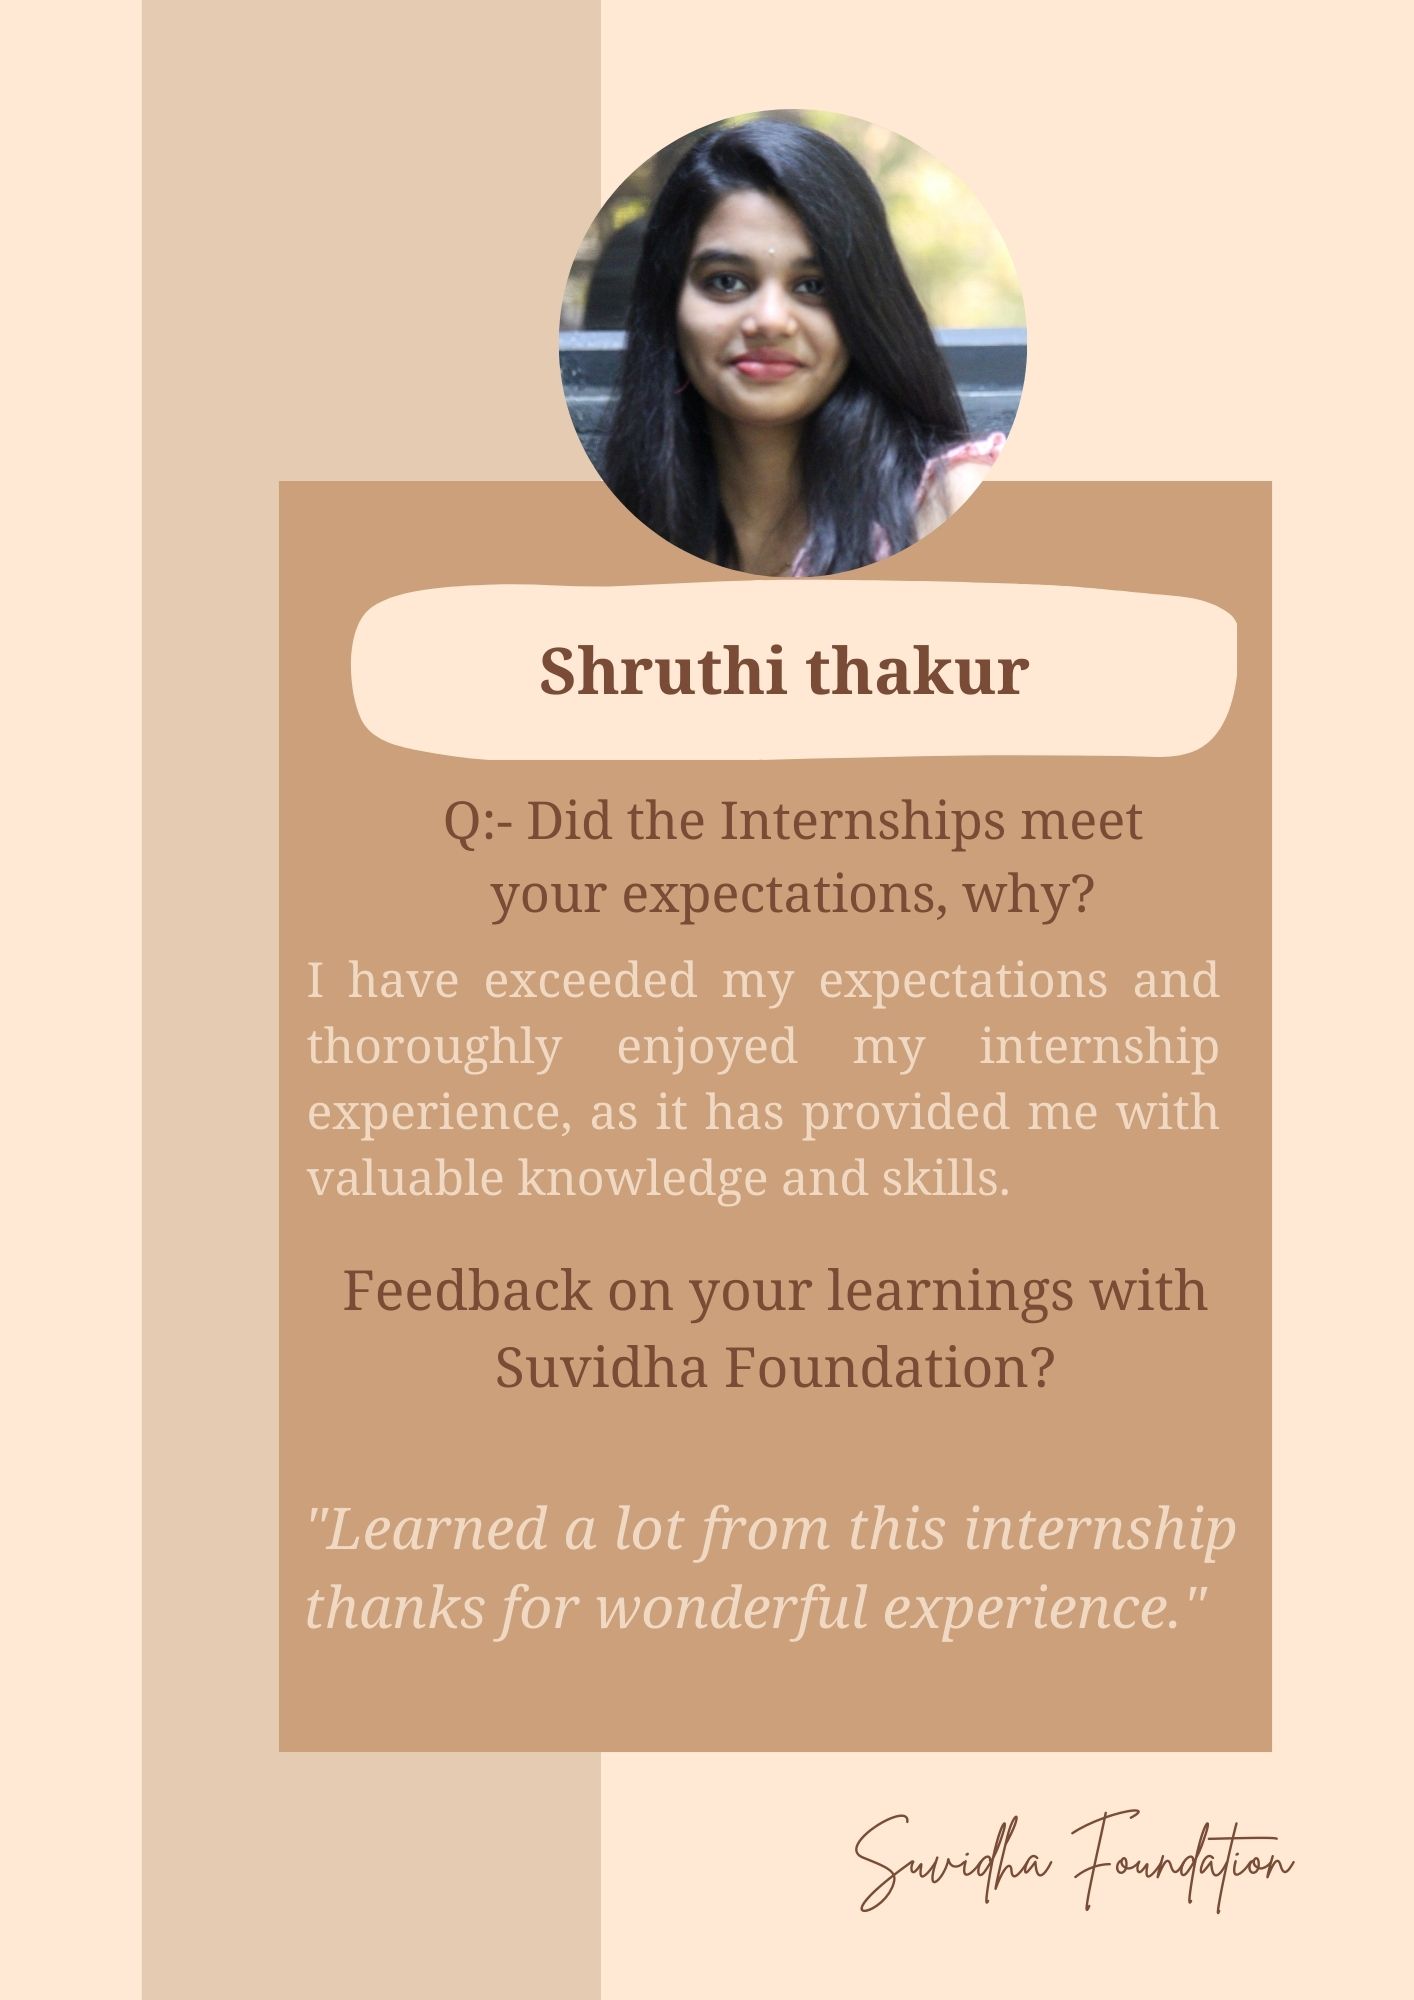 Shruthi thakur
Q:- Did the Internships meet
your expectations, why?
I have exceeded my expectations and
thoroughly enjoyed my internship
experience, as it has provided me with
valuable knowledge and skills.
Feedback on your learnings with
Suvidha Foundation?
"Learned a lot from this internship
thanks for wonderful experience."
Suvidha Foundation